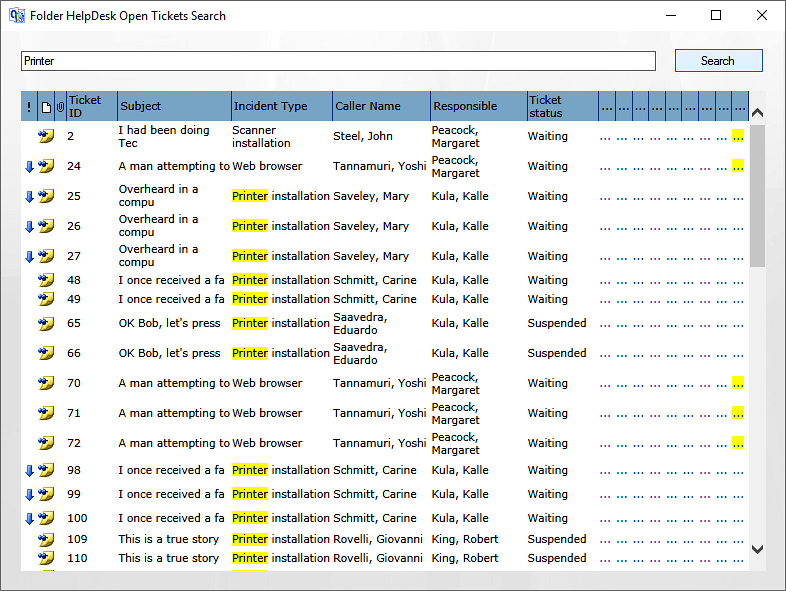 Folder HelpDesk Open Tickets Search
Printer Search
! Ticket ID Subject Incident Type Caller Name Responsible Ticket status ... ... ... ... ... ... ... ... ...
2 I had been doing Tec Scanner installation Steel, John Peacock, Margaret Waiting ... ... ... ... ... ... ... ... ...
24 A man attempting to Web browser Tannamuri, Yoshi Peacock, Margaret Waiting ... ... ... ... ... ... ... ... ...
25 Overheard in a compu Printer installation Saveley, Mary Kula, Kalle Waiting ... ... ... ... ... ... ... ... ...
26 Overheard in a compu Printer installation Saveley, Mary Kula, Kalle Waiting ... ... ... ... ... ... ... ... ...
27 Overheard in a compu Printer installation Saveley, Mary Kula, Kalle Waiting ... ... ... ... ... ... ... ... ...
48 I once received a fa Printer installation Schmitt, Carine Kula, Kalle Waiting ... ... ... ... ... ... ... ... ...
49 I once received a fa Printer installation Schmitt, Carine Kula, Kalle Waiting ... ... ... ... ... ... ... ... ...
65 OK Bob, let's press Printer installation Saavedra, Eduardo Kula, Kalle Suspended ... ... ... ... ... ... ... ... ...
66 OK Bob, let's press Printer installation Saavedra, Eduardo Kula, Kalle Suspended ... ... ... ... ... ... ... ... ...
70 A man attempting to Web browser Tannamuri, Yoshi Peacock, Margaret Waiting ... ... ... ... ... ... ... ... ...
71 A man attempting to Web browser Tannamuri, Yoshi Peacock, Margaret Waiting ... ... ... ... ... ... ... ... ...
72 A man attempting to Web browser Tannamuri, Yoshi Peacock, Margaret Waiting ... ... ... ... ... ... ... ... ...
98 I once received a fa Printer installation Schmitt, Carine Kula, Kalle Waiting ... ... ... ... ... ... ... ... ...
99 I once received a fa Printer installation Schmitt, Carine Kula, Kalle Waiting ... ... ... ... ... ... ... ... ...
100 I once received a fa Printer installation Schmitt, Carine Kula, Kalle Waiting ... ... ... ... ... ... ... ... ...
109 This is a true story Printer installation Rovelli, Giovanni King, Robert Suspended ... ... ... ... ... ... ... ... ...
110 This is a true story Printer installation Rovelli, Giovanni King, Robert Suspended ... ... ... ... ... ... ... ... ...